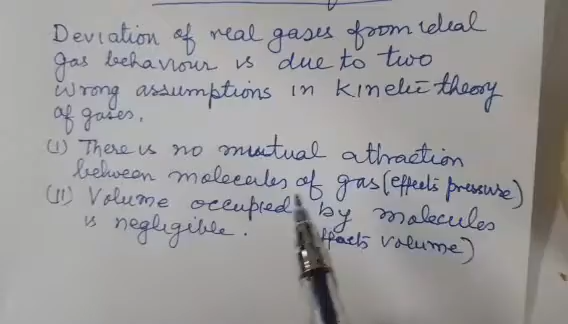 Deviation of real gases from ideal
gas behaviour is due to two
wrong assumptions in Kinetic theory
of gases.
(I) There is no mutual attraction
between molecules of gas (effects pressure)
(II) Volume occupied by molecules
is negligible. volume)